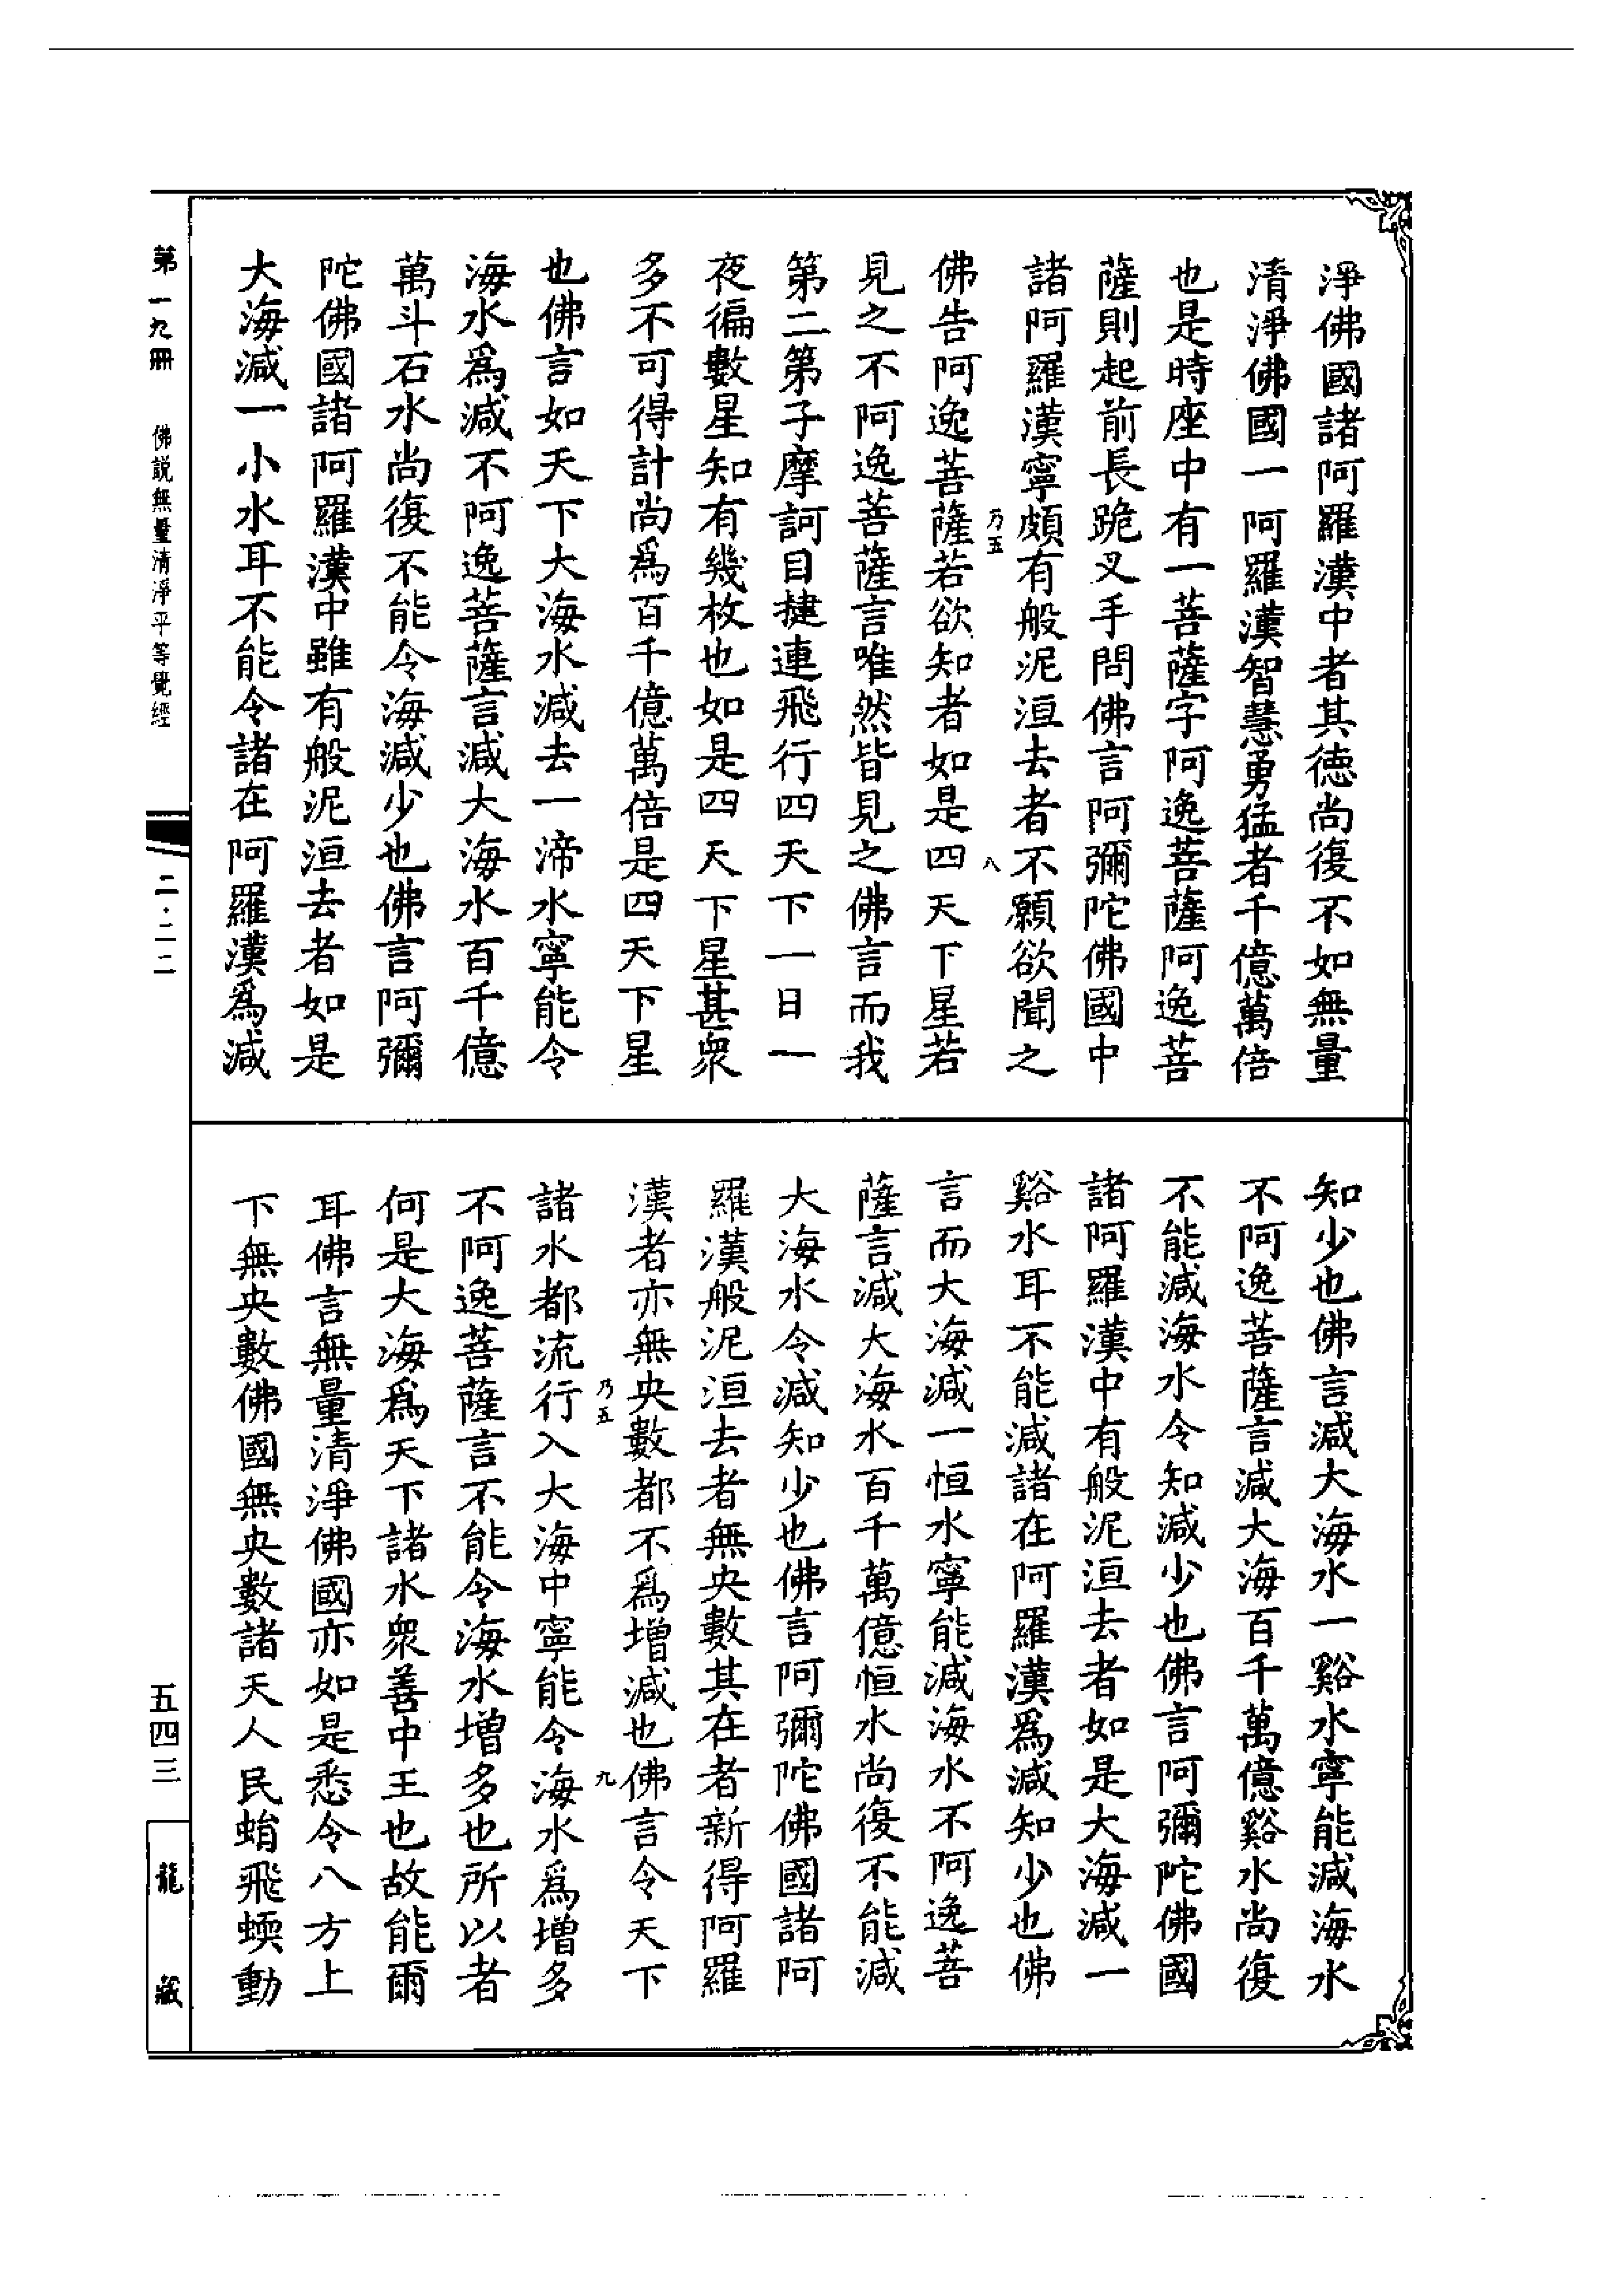 淨佛國諸阿羅漢中者其德尚復不如無量
清淨佛國一阿羅漢智慧勇猛者千億萬倍
也是時座中有一菩薩字阿逸菩薩阿逸菩
薩則起前長跪叉手問佛言阿彌陀佛國中
諸阿羅漢寧頗有般泥洹去者不願欲聞之
乃五
八
佛告阿逸菩薩若欲知者如是四天下星若
見之不阿逸菩薩言唯然皆見之佛言而我
第二第子摩訶目揵連飛行四天下一日一
夜徧數星知有幾枚也如是四天下星甚衆
多不可得計尚爲百千億萬倍是四天下星
也佛言如天下大海水減去一渧水寧能令
海水爲減不阿逸菩薩言減大海水百千億
萬斗石水尚復不能令海減少也佛言阿彌
陀佛國諸阿羅漢中雖有般泥洹去者如是
大海減一小水耳不能令諸在阿羅漢爲減
知少也佛言減大海水一谿水寧能減海水
不阿逸菩薩言減大海百千萬億谿水尚復
不能減海水令知減少也佛言阿彌陀佛國
諸阿羅漢中有般泥洹去者如是大海減一
谿水耳不能減諸在阿羅漢爲減知少也佛
言而大海減一恒水寧能減海水不阿逸菩
薩言減大海水百千萬億恒水尚復不能減
大海水令減知少也佛言阿彌陀佛國諸阿
羅漢般泥洹去者無央數其在者新得阿羅
漢者亦無央數都不爲增減也佛言令天下
乃五
九
諸水都流行入大海中寧能令海水爲增多
不阿逸菩薩言不能令海水增多也所以者
何是大海爲天下諸水衆善中王也故能爾
耳佛言無量清淨佛國亦如是悉令八方上
下無央數佛國無央數諸天人民蜎飛蝡動
第一九冊
佛説無量清淨平等覺經
二·二二
五四三
龍藏